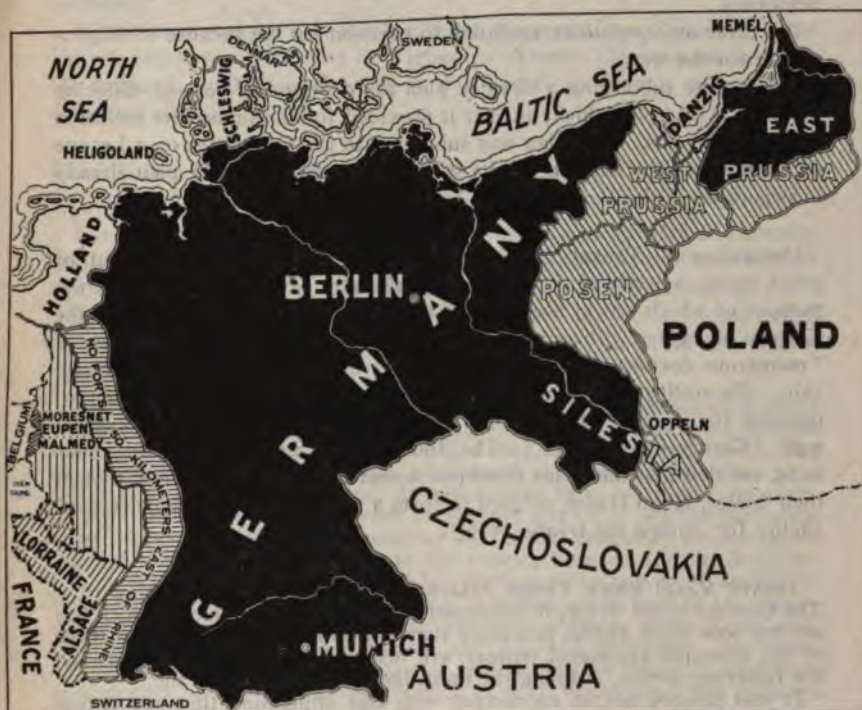 MEMEL
SWEDEN
DENMARK
NORTH
SEA
SCHLESWIG
BALTIC SEA
DANZIG
EAST
PRUSSIA
HELIGOLAND
WEST
PRUSSIA
HOLLAND
BERLIN
GERMANY
POSEN
POLAND
NO FORTS 50 KILOMETERS EAST OF RHINE
MORESNET
EUPEN
MALMEDY
BELGIUM
SILESIA
OPPELN
CZECHOSLOVAKIA
LORRAINE
ALSACE
FRANCE
MUNICH
AUSTRIA
SWITZERLAND